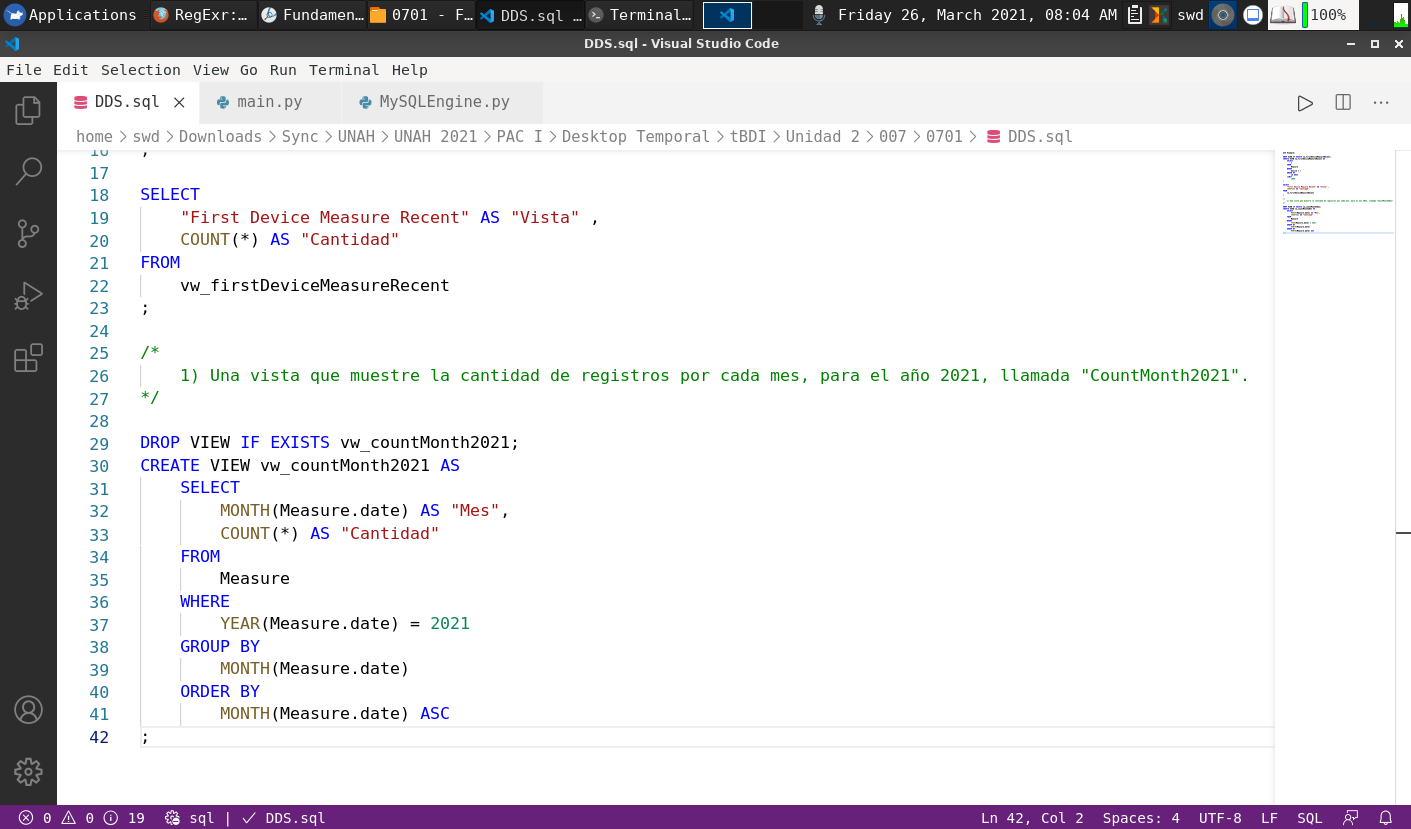 Applications RegExr:... Fundamen... 0701 - F... DDS.sql ... Terminal... Friday 26, March 2021, 08:04 AM swd 100%
DDS.sql - Visual Studio Code
File Edit Selection View Go Run Terminal Help
DDS.sql main.py MySQLEngine.py
home > swd > Downloads > Sync > UNAH > UNAH 2021 > PAC I > Desktop Temporal > tBDI > Unidad 2 > 007 > 0701 > DDS.sql
16 ;
17
18 SELECT
19 "First Device Measure Recent" AS "Vista" ,
20 COUNT(*) AS "Cantidad"
21 FROM
22 vw_firstDeviceMeasureRecent
23 ;
24
25 /*
26 1) Una vista que muestre la cantidad de registros por cada mes, para el año 2021, llamada "CountMonth2021".
27 */
28
29 DROP VIEW IF EXISTS vw_countMonth2021;
30 CREATE VIEW vw_countMonth2021 AS
31 SELECT
32 MONTH(Measure.date) AS "Mes",
33 COUNT(*) AS "Cantidad"
34 FROM
35 Measure
36 WHERE
37 YEAR(Measure.date) = 2021
38 GROUP BY
39 MONTH(Measure.date)
40 ORDER BY
41 MONTH(Measure.date) ASC
42 ;
0 0 19 sql | DDS.sql Ln 42, Col 2 Spaces: 4 UTF-8 LF SQL